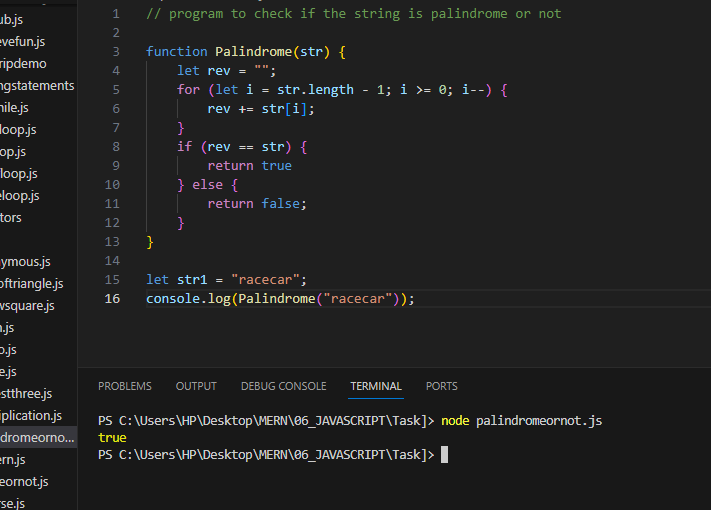 ub.js
evefun.js
ripdemo
ngstatements
hile.js
loop.js
op.js
floop.js
eloop.js
tors
ymous.js
oftriangle.js
wsquare.js
n.js
o.js
e.js
estthree.js
iplication.js
dromeorno...
ern.js
eornot.js
rse.js
1 // program to check if the string is palindrome or not
2
3 function Palindrome(str) {
4 let rev = "";
5 for (let i = str.length - 1; i >= 0; i--) {
6 rev += str[i];
7 }
8 if (rev == str) {
9 return true
10 } else {
11 return false;
12 }
13 }
14
15 let str1 = "racecar";
16 console.log(Palindrome("racecar"));
PROBLEMS OUTPUT DEBUG CONSOLE TERMINAL PORTS
PS C:\Users\HP\Desktop\MERN\06_JAVASCRIPT\Task]> node palindromeornot.js
true
PS C:\Users\HP\Desktop\MERN\06_JAVASCRIPT\Task]>